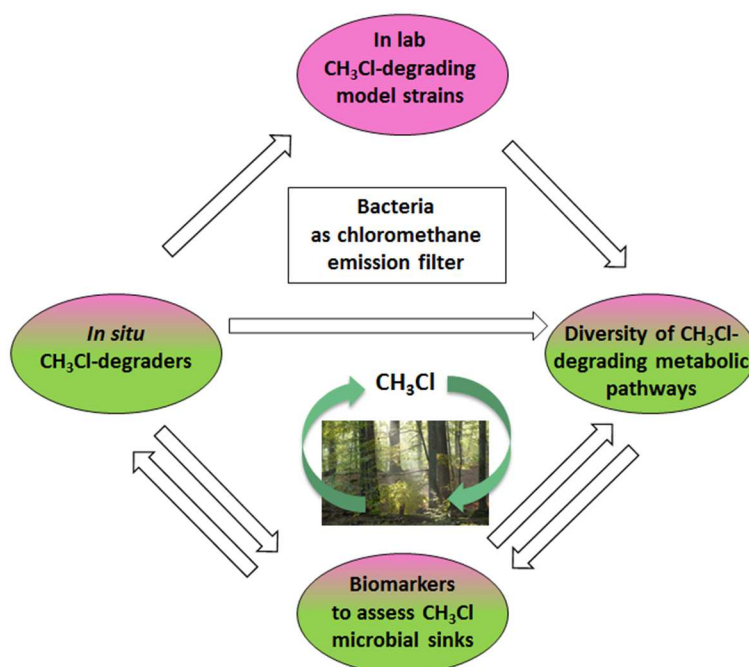 In lab
CH₃Cl-degrading
model strains
Bacteria
as chloromethane
emission filter
In situ
CH₃Cl-degraders
Diversity of CH₃Cl-
degrading metabolic
pathways
CH₃Cl
Biomarkers
to assess CH₃Cl
microbial sinks